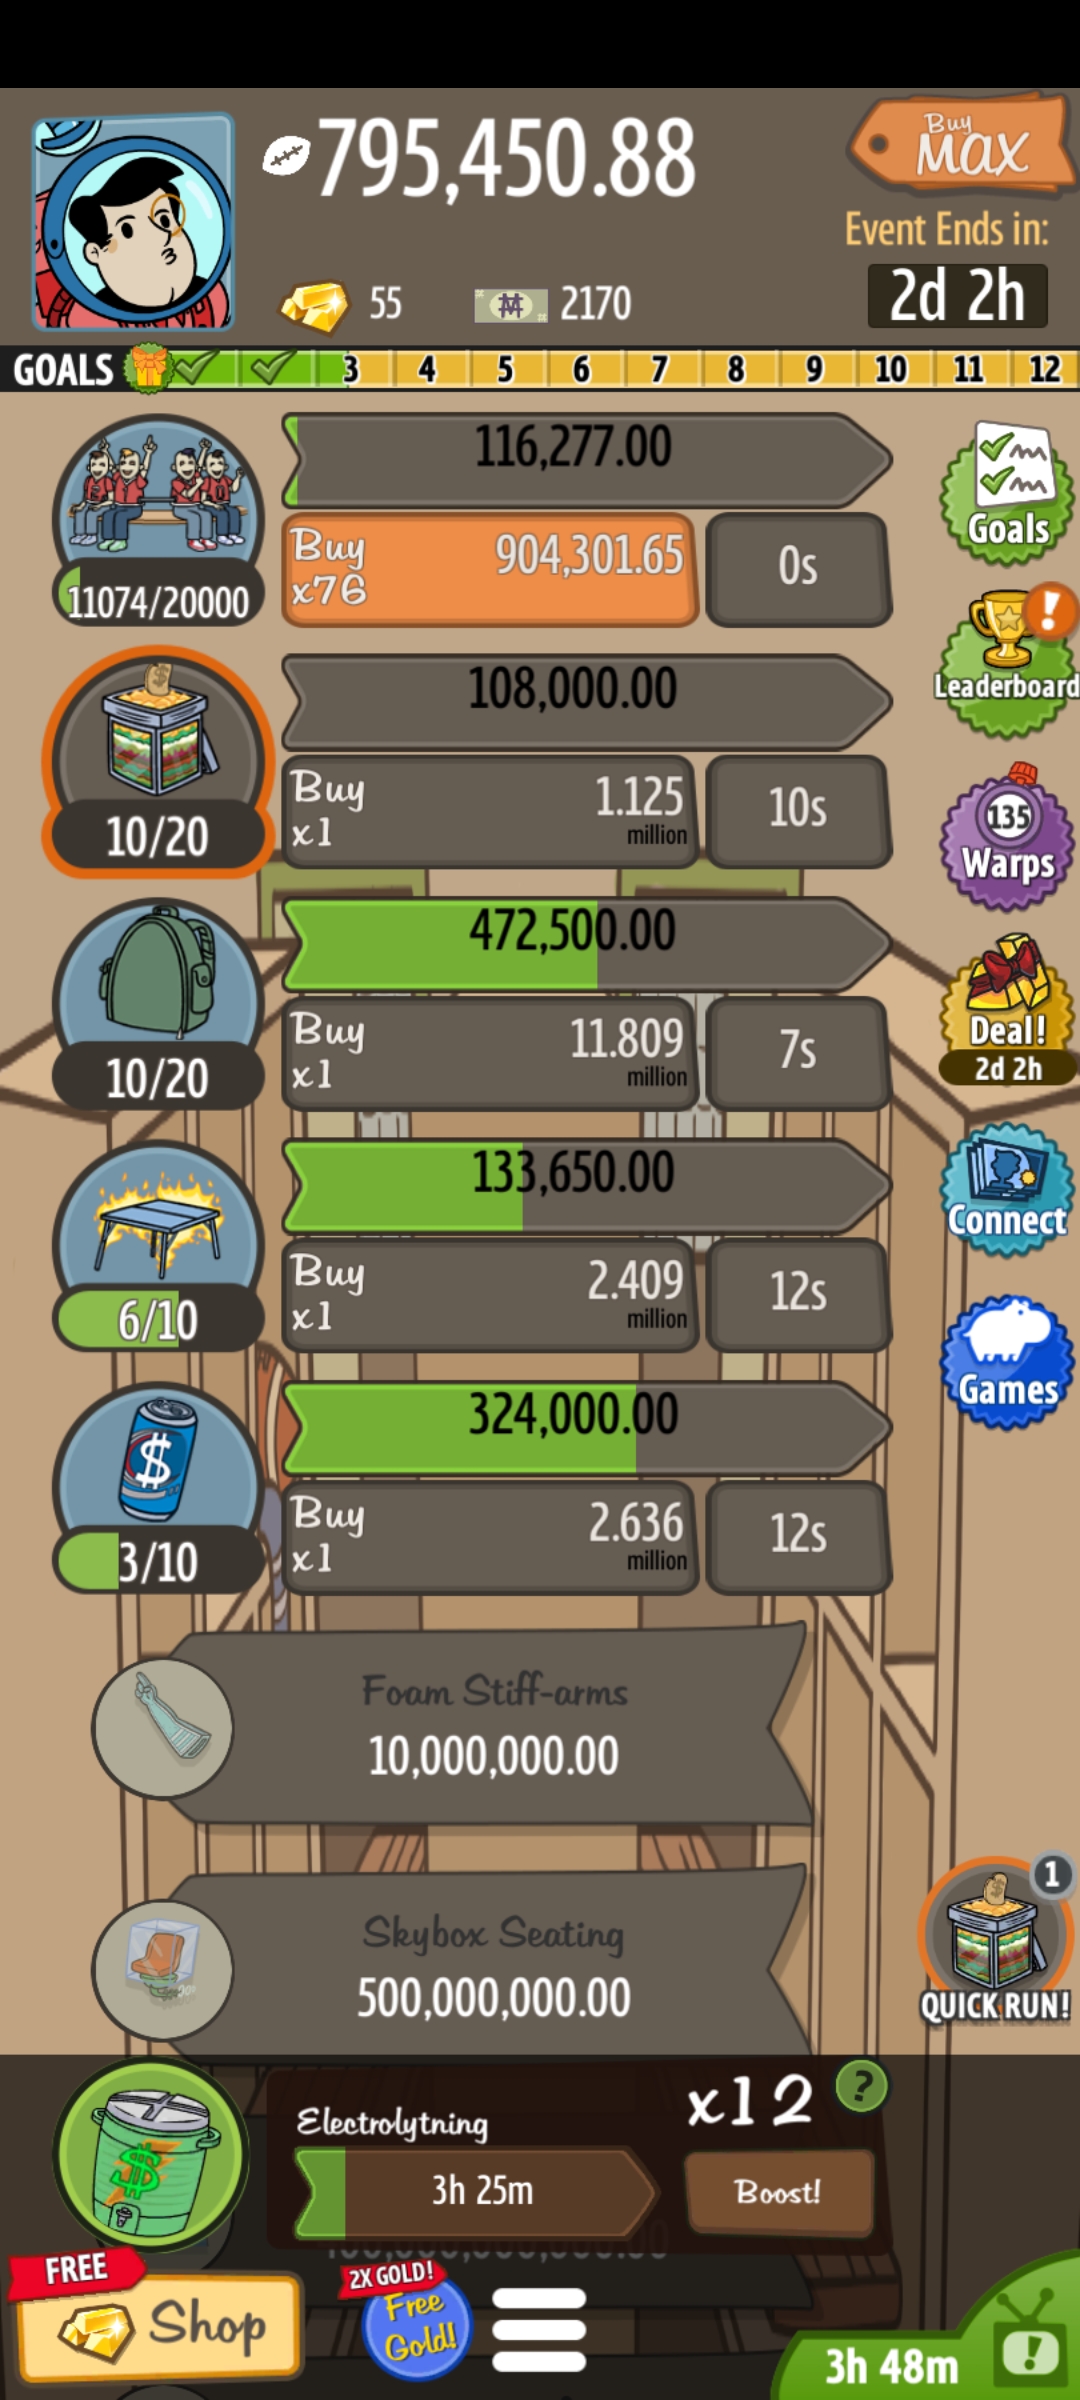 795,450.88
Buy
MAX
Event Ends in:
2d 2h
55
2170
GOALS
3 4 5 6 7 8 9 10 11 12
116,277.00
Buy
x76
904,301.65
0s
11074/20000
Goals
Leaderboard
108,000.00
Buy
x1
1.125
million
10s
10/20
135
Warps
472,500.00
Buy
x1
11.809
million
7s
10/20
Deal!
2d 2h
133,650.00
Buy
x1
2.409
million
12s
6/10
Connect
324,000.00
Buy
x1
2.636
million
12s
3/10
Games
Foam Stiff-arms
10,000,000.00
Skybox Seating
500,000,000.00
1
QUICK RUN!
Electrolytning
x12
?
3h 25m
Boost!
FREE
Shop
2X GOLD!
Free
Gold!
3h 48m